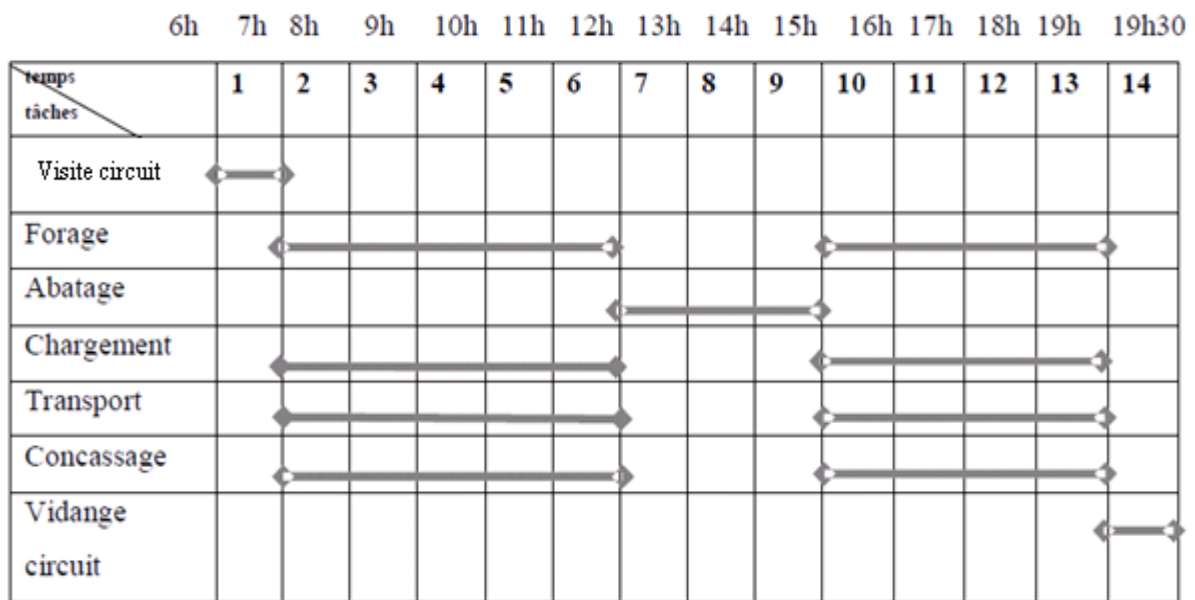 6h 7h 8h 9h 10h 11h 12h 13h 14h 15h 16h 17h 18h 19h 19h30
temps
tâches
1 2 3 4 5 6 7 8 9 10 11 12 13 14
Visite circuit
Forage
Abatage
Chargement
Transport
Concassage
Vidange
circuit